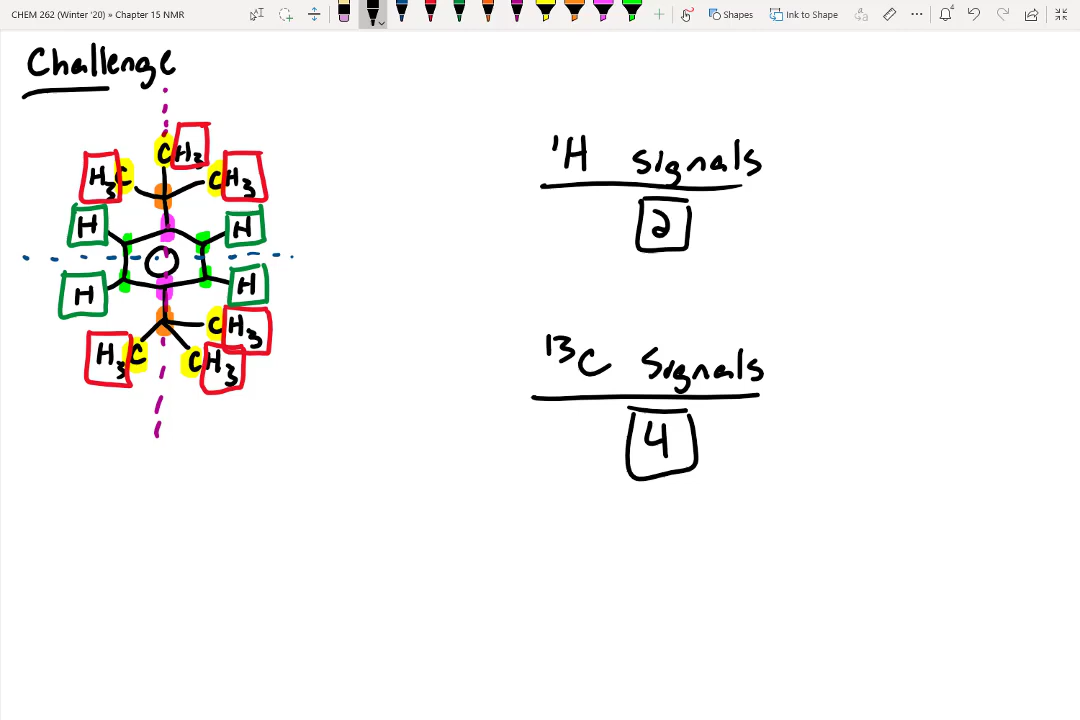 CHEM 262 (Winter '20) » Chapter 15 NMR
Shapes
Ink to Shape
Challenge
CH3
H3C
CH3
H
H
H
H
CH3
H3C
CH3
¹H signals
2
¹³C Signals
4